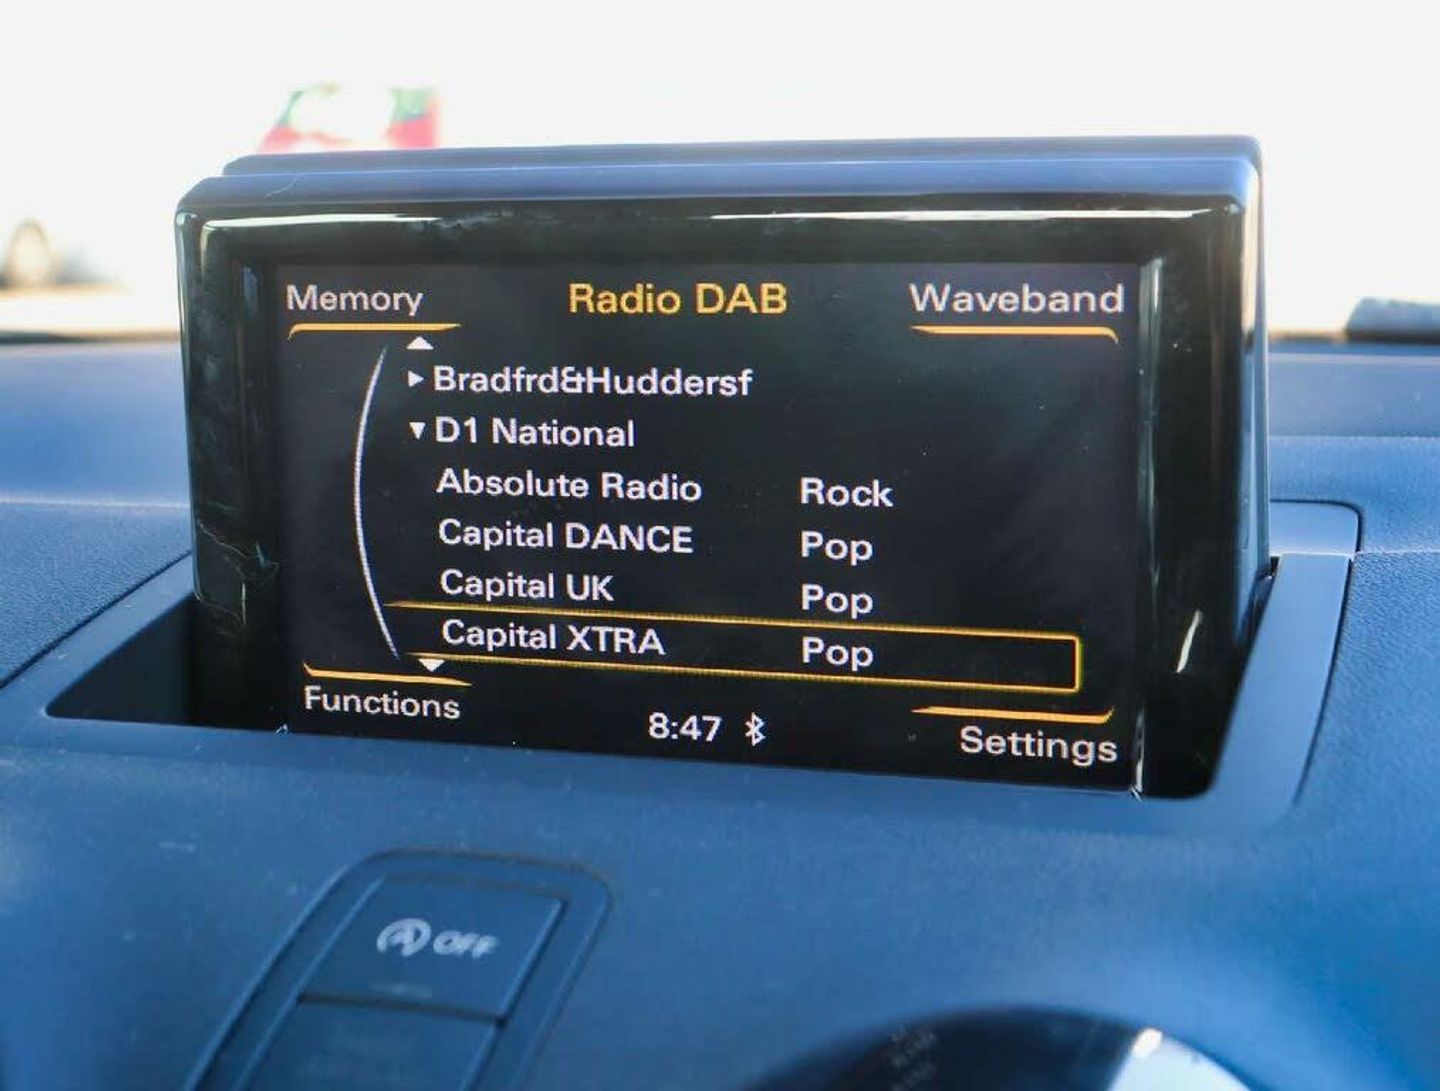 Memory Radio DAB Waveband
Bradfrd&Huddersf
D1 National
Absolute Radio Rock
Capital DANCE Pop
Capital UK Pop
Capital XTRA Pop
Functions 8:47 Settings
OFF